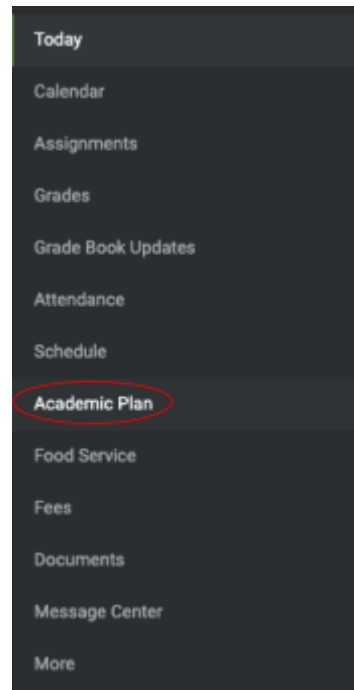 Today
Calendar
Assignments
Grades
Grade Book Updates
Attendance
Schedule
Academic Plan
Food Service
Fees
Documents
Message Center
More